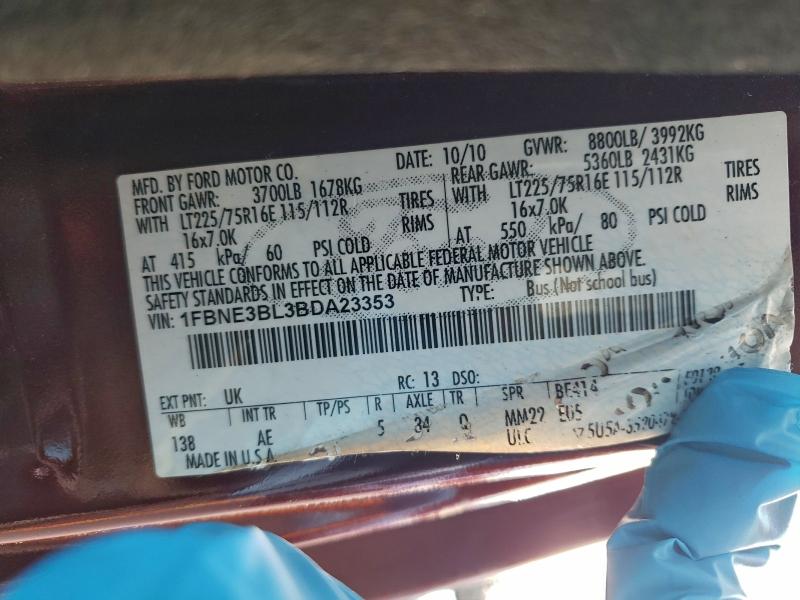 MFD. BY FORD MOTOR CO. DATE: 10/10 GVWR: 8800LB/ 3992KG
FRONT GAWR: 3700LB 1678KG REAR GAWR: 5360LB 2431KG
WITH LT225/75R16E 115/112R TIRES WITH LT225/75R16E 115/112R TIRES
16x7.0K RIMS 16x7.0K RIMS
AT 415 kPa/ 60 PSI COLD AT 550 kPa/ 80 PSI COLD
THIS VEHICLE CONFORMS TO ALL APPLICABLE FEDERAL MOTOR VEHICLE
SAFETY STANDARDS IN EFFECT ON THE DATE OF MANUFACTURE SHOWN ABOVE.
VIN: 1FBNE3BL3BDA23353 TYPE: Bus (Not school bus)
EXT PNT: UK RC: 13 DSO:
WB INT TR TP/PS R AXLE TR SPR BE414
138 AE 5 34 Q MM22 E05
MADE IN U.S.A. ULC